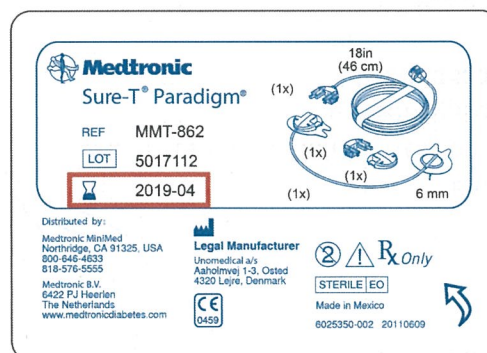 Medtronic
Sure-T® Paradigm®
REF MMT-862
LOT 5017112
2019-04
18in
(46 cm)
(1x)
(1x)
(1x)
(1x)
6 mm
Distributed by:
Medtronic MiniMed
Northridge, CA 91325, USA
800-646-4633
818-576-5555
Medtronic B.V.
6422 PJ Heerlen
The Netherlands
www.medtronicdiabetes.com
Legal Manufacturer
Unomedical a/s
Aaholmvej 1-3, Osted
4320 Lejre, Denmark
CE
0459
2
Rx Only
STERILE EO
Made in Mexico
6025350-002 20110609